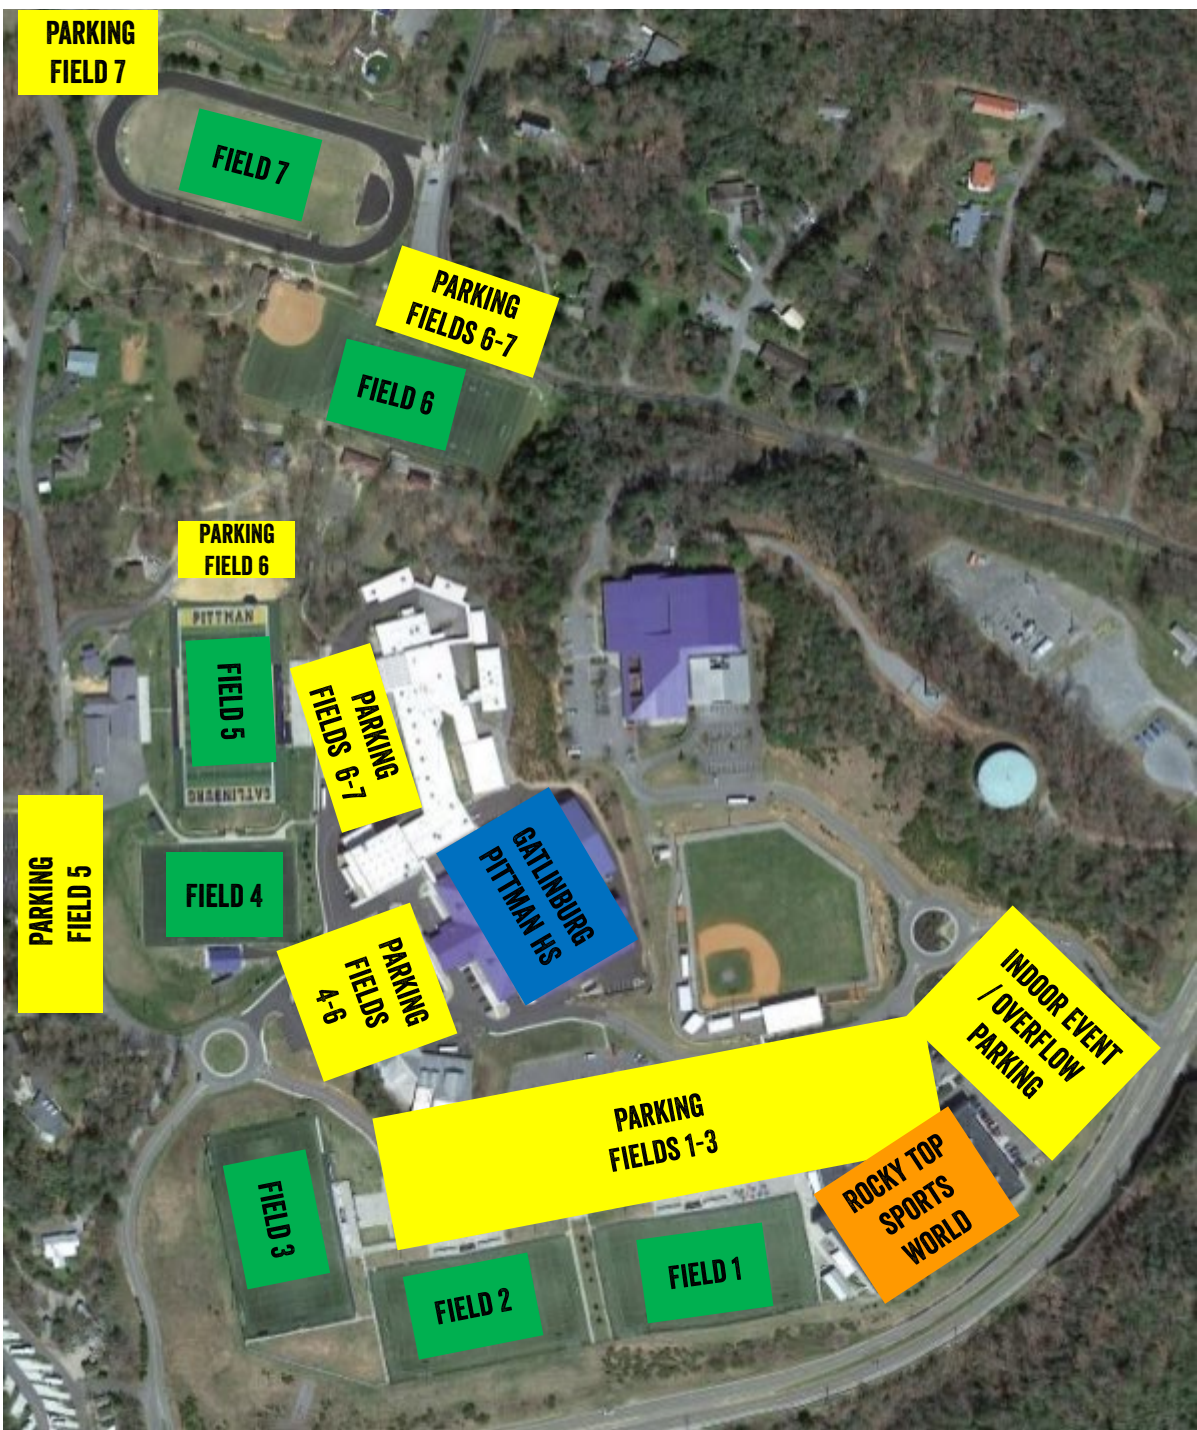 PARKING
FIELD 7
FIELD 7
PARKING
FIELDS 6-7
FIELD 6
PARKING
FIELD 6
PITTMAN
FIELD 5
GATLINBURG
PARKING
FIELDS 6-7
PARKING
FIELD 5
FIELD 4
GATLINBURG
PITTMAN HS
PARKING
FIELDS
4-6
INDOOR EVENT
/ OVERFLOW
PARKING
PARKING
FIELDS 1-3
ROCKY TOP
SPORTS
WORLD
FIELD 3
FIELD 2
FIELD 1